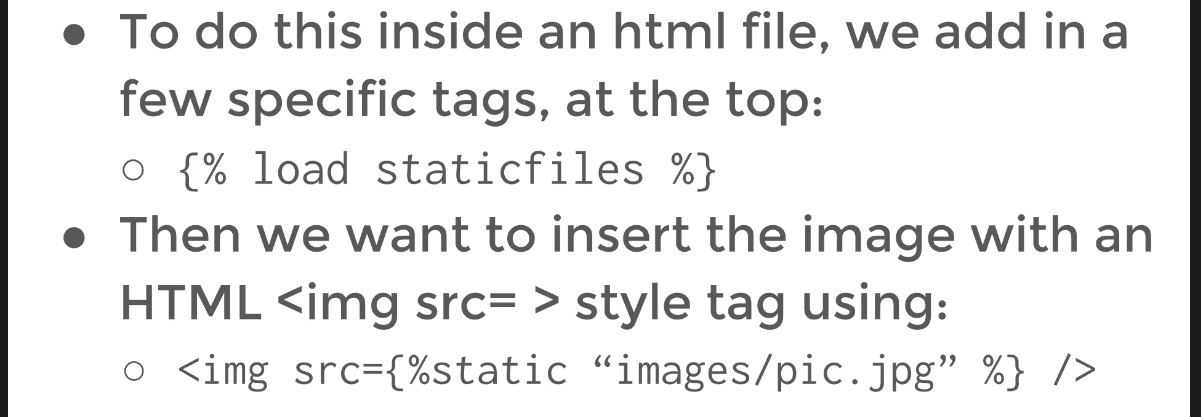 ● To do this inside an html file, we add in a
few specific tags, at the top:
○ {% load staticfiles %}
● Then we want to insert the image with an
HTML <img src= > style tag using:
○ <img src={%static “images/pic.jpg” %} />